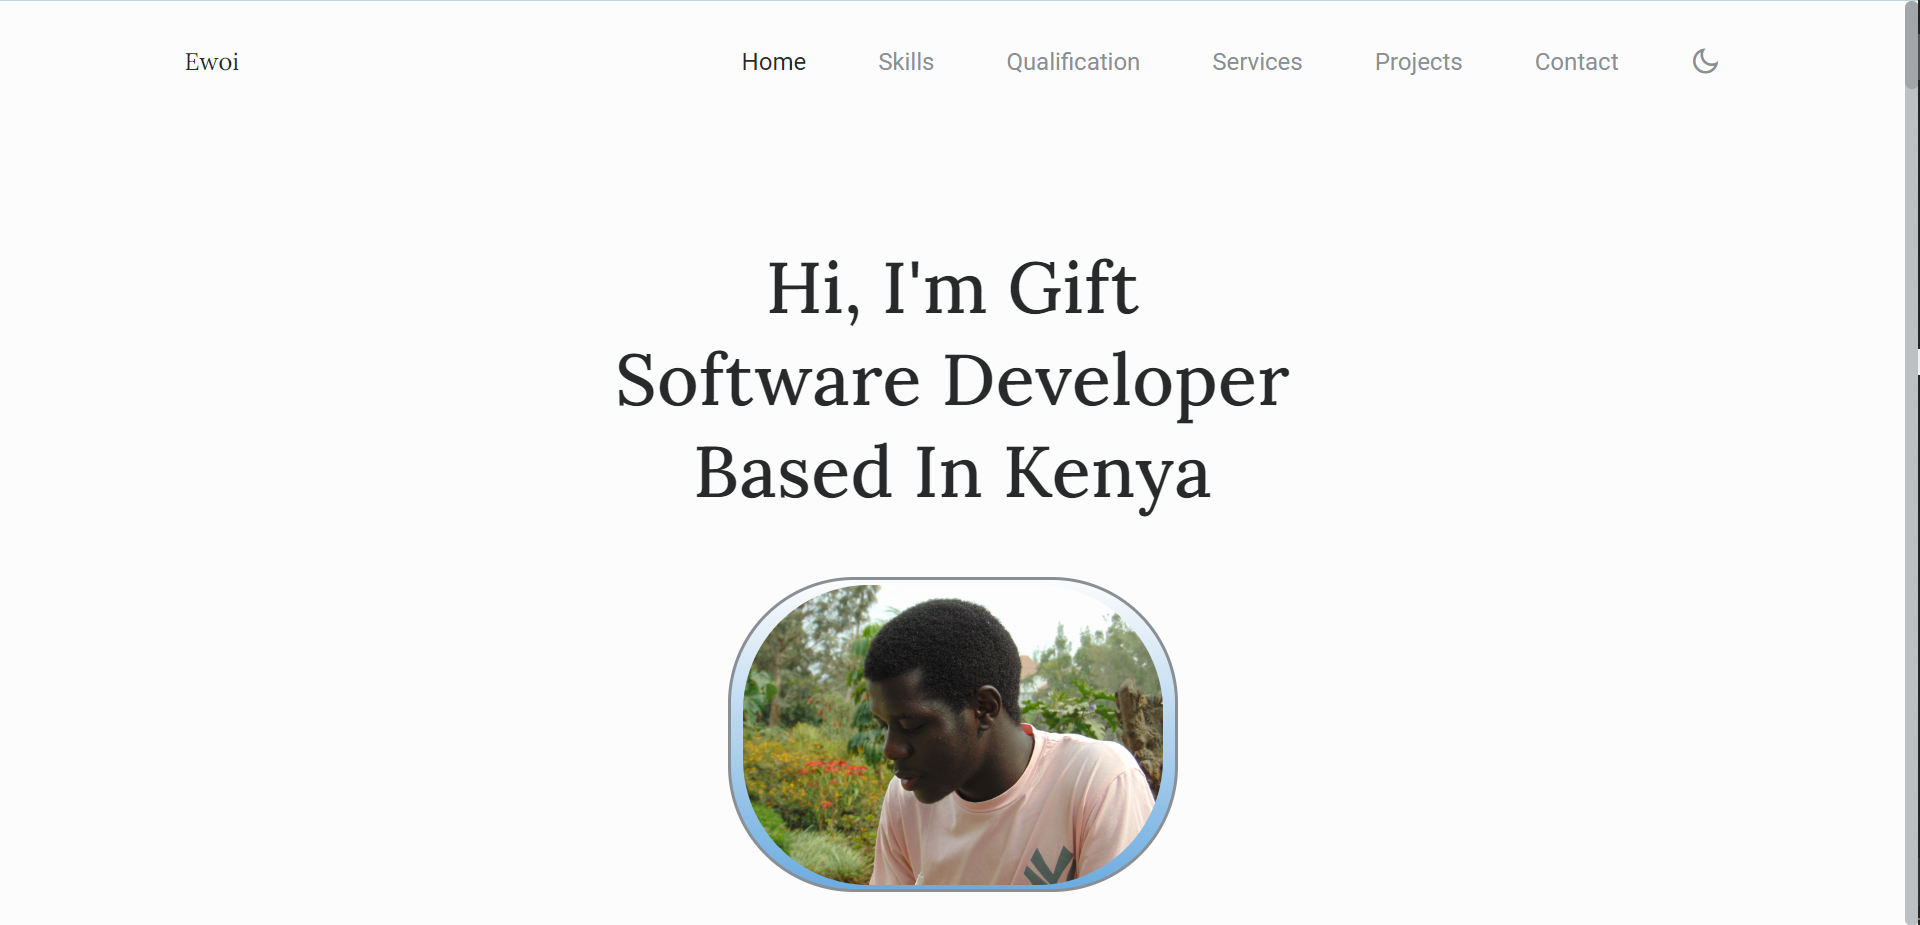 Ewoi
Home Skills Qualification Services Projects Contact
Hi, I'm Gift
Software Developer
Based In Kenya